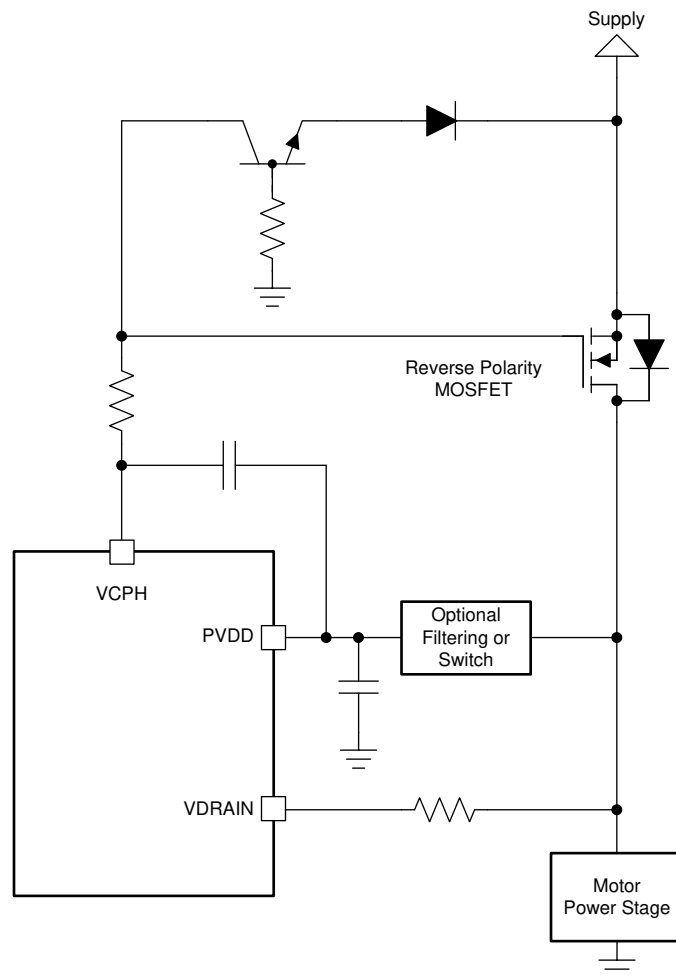 Supply
Reverse Polarity
MOSFET
VCPH
PVDD
Optional
Filtering or
Switch
VDRAIN
Motor
Power Stage